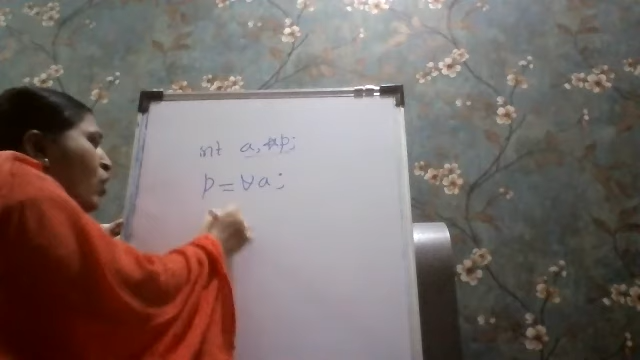 int a, *p;
p = &a;